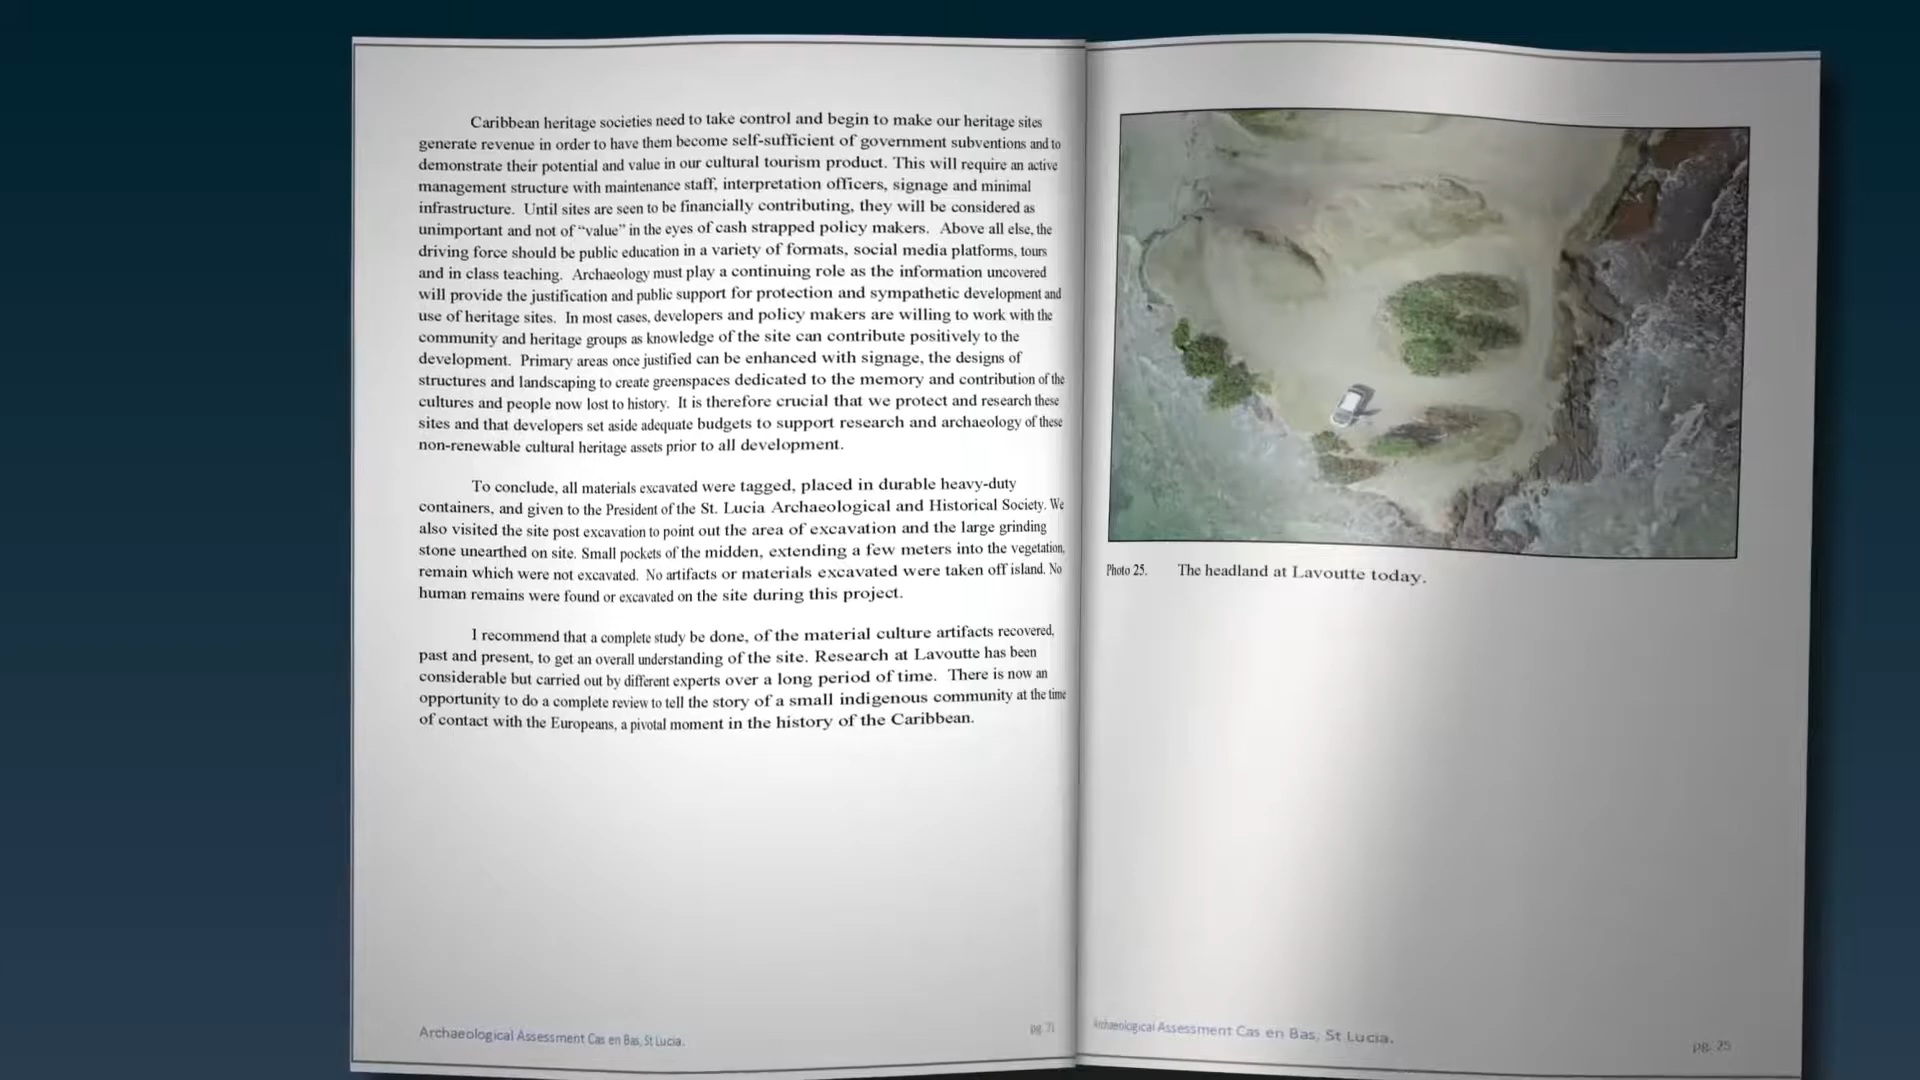 Caribbean heritage societies need to take control and begin to make our heritage sites
generate revenue in order to have them become self-sufficient of government subventions and to
demonstrate their potential and value in our cultural tourism product. This will require an active
management structure with maintenance staff, interpretation officers, signage and minimal
infrastructure. Until sites are seen to be financially contributing, they will be considered as
unimportant and not of “value” in the eyes of cash strapped policy makers. Above all else, the
driving force should be public education in a variety of formats, social media platforms, tours
and in class teaching. Archaeology must play a continuing role as the information uncovered
will provide the justification and public support for protection and sympathetic development and
use of heritage sites. In most cases, developers and policy makers are willing to work with the
community and heritage groups as knowledge of the site can contribute positively to the
development. Primary areas once justified can be enhanced with signage, the designs of
structures and landscaping to create greenspaces dedicated to the memory and contribution of the
cultures and people now lost to history. It is therefore crucial that we protect and research these
sites and that developers set aside adequate budgets to support research and archaeology of these
non-renewable cultural heritage assets prior to all development.
To conclude, all materials excavated were tagged, placed in durable heavy-duty
containers, and given to the President of the St. Lucia Archaeological and Historical Society. We
also visited the site post excavation to point out the area of excavation and the large grinding
stone unearthed on site. Small pockets of the midden, extending a few meters into the vegetation,
remain which were not excavated. No artifacts or materials excavated were taken off island. No
human remains were found or excavated on the site during this project.
I recommend that a complete study be done, of the material culture artifacts recovered,
past and present, to get an overall understanding of the site. Research at Lavoutte has been
considerable but carried out by different experts over a long period of time. There is now an
opportunity to do a complete review to tell the story of a small indigenous community at the time
of contact with the Europeans, a pivotal moment in the history of the Caribbean.
Archaeological Assessment Cas en Bas, St Lucia.
pg.
Photo 25. The headland at Lavoutte today.
Archaeological Assessment Cas en Bas, St Lucia.
pg. 25